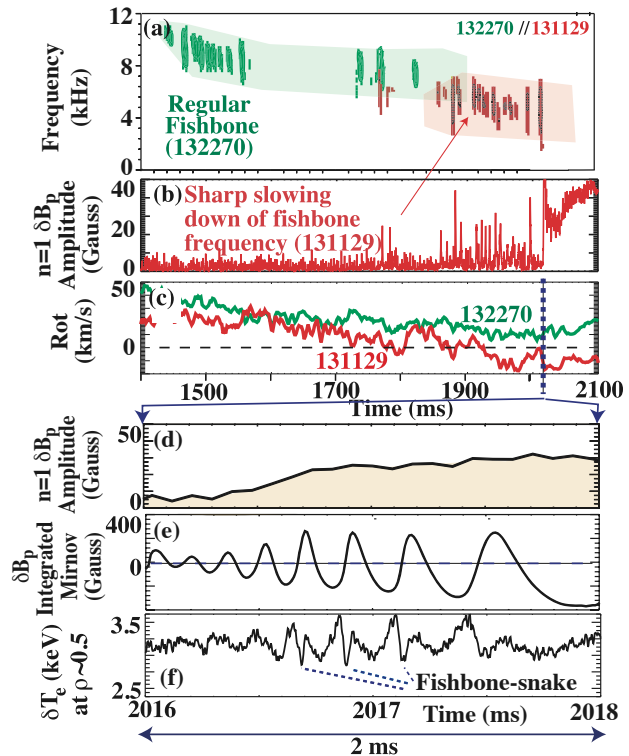 12
(a)
132270 // 131129
8
4
0
Frequency
(kHz)
Regular
Fishbone
(132270)
40
(b)
20
0
n=1 δBp
Amplitude
(Gauss)
Sharp slowing
down of fishbone
frequency (131129)
50
(c)
0
Rot
(km/s)
132270
131129
1500
1700
1900
2100
Time (ms)
50
(d)
0
n=1 δBp
Amplitude
(Gauss)
400
(e)
0
δBp
Integrated
Mirnov
(Gauss)
3.5
2.5
δTe (keV)
at ρ~0.5
(f)
Fishbone-snake
2016
2017
Time (ms)
2018
2 ms